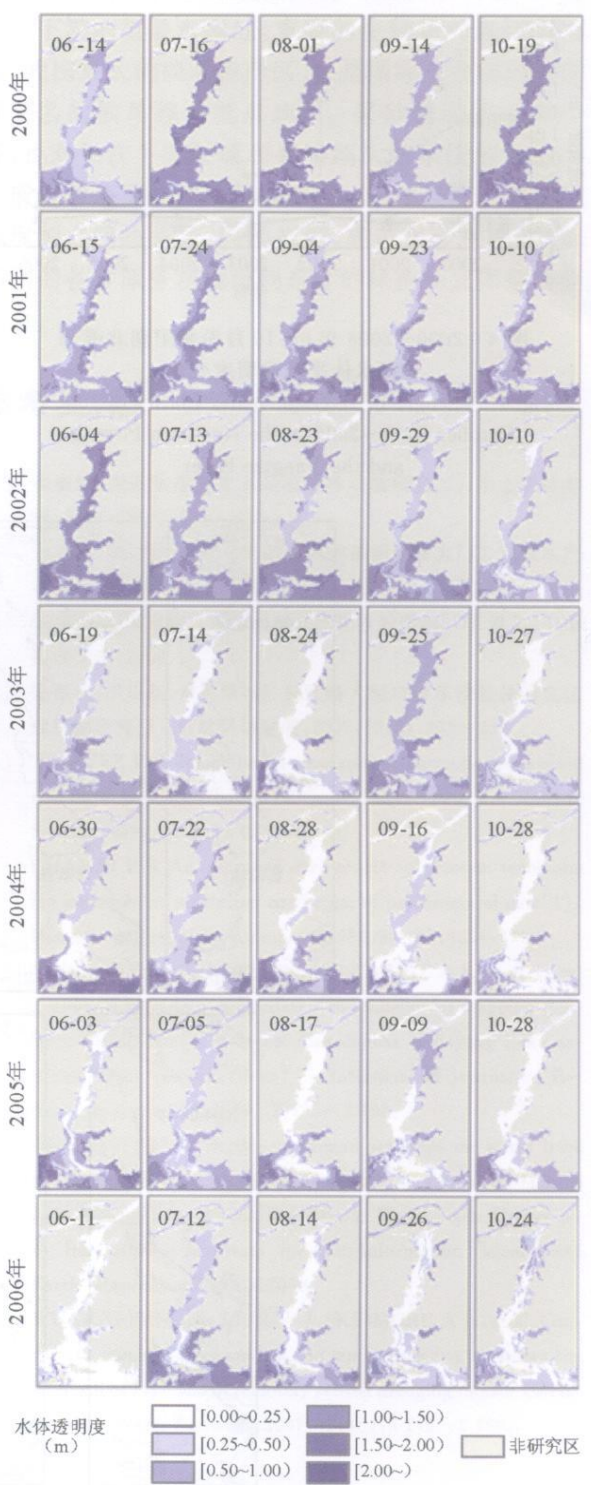 2000年
06-14 07-16 08-01 09-14 10-19
2001年
06-15 07-24 09-04 09-23 10-10
2002年
06-04 07-13 08-23 09-29 10-10
2003年
06-19 07-14 08-24 09-25 10-27
2004年
06-30 07-22 08-28 09-16 10-28
2005年
06-03 07-05 08-17 09-09 10-28
2006年
06-11 07-12 08-14 09-26 10-24
水体透明度
（m）
[0.00~0.25） [1.00~1.50）
[0.25~0.50） [1.50~2.00） 非研究区
[0.50~1.00） [2.00~）